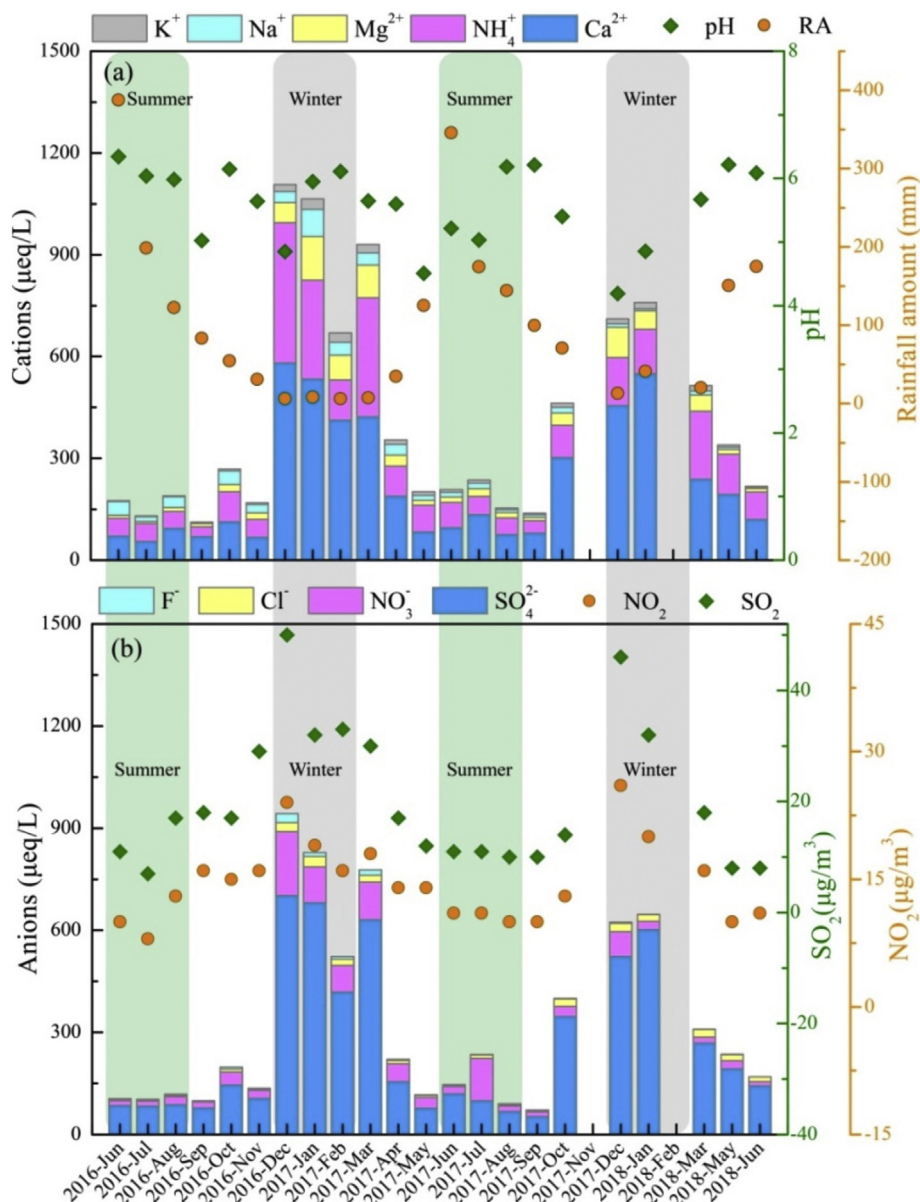 K⁺ Na⁺ Mg²⁺ NH₄⁺ Ca²⁺ pH RA
(a)
Summer Winter Summer Winter
1500
1200
900
600
300
0
Cations (μeq/L)
8
6
4
2
0
pH
400
300
200
100
0
-100
-200
Rainfall amount (mm)
F⁻ Cl⁻ NO₃⁻ SO₄²⁻ NO₂ SO₂
(b)
Summer Winter Summer Winter
1500
1200
900
600
300
0
Anions (μeq/L)
40
20
0
-20
-40
SO₂(μg/m³)
45
30
15
0
-15
NO₂(μg/m³)
2016-Jun
2016-Jul
2016-Aug
2016-Sep
2016-Oct
2016-Nov
2016-Dec
2017-Jan
2017-Feb
2017-Mar
2017-Apr
2017-May
2017-Jun
2017-Jul
2017-Aug
2017-Sep
2017-Oct
2017-Nov
2017-Dec
2018-Jan
2018-Feb
2018-Mar
2018-May
2018-Jun